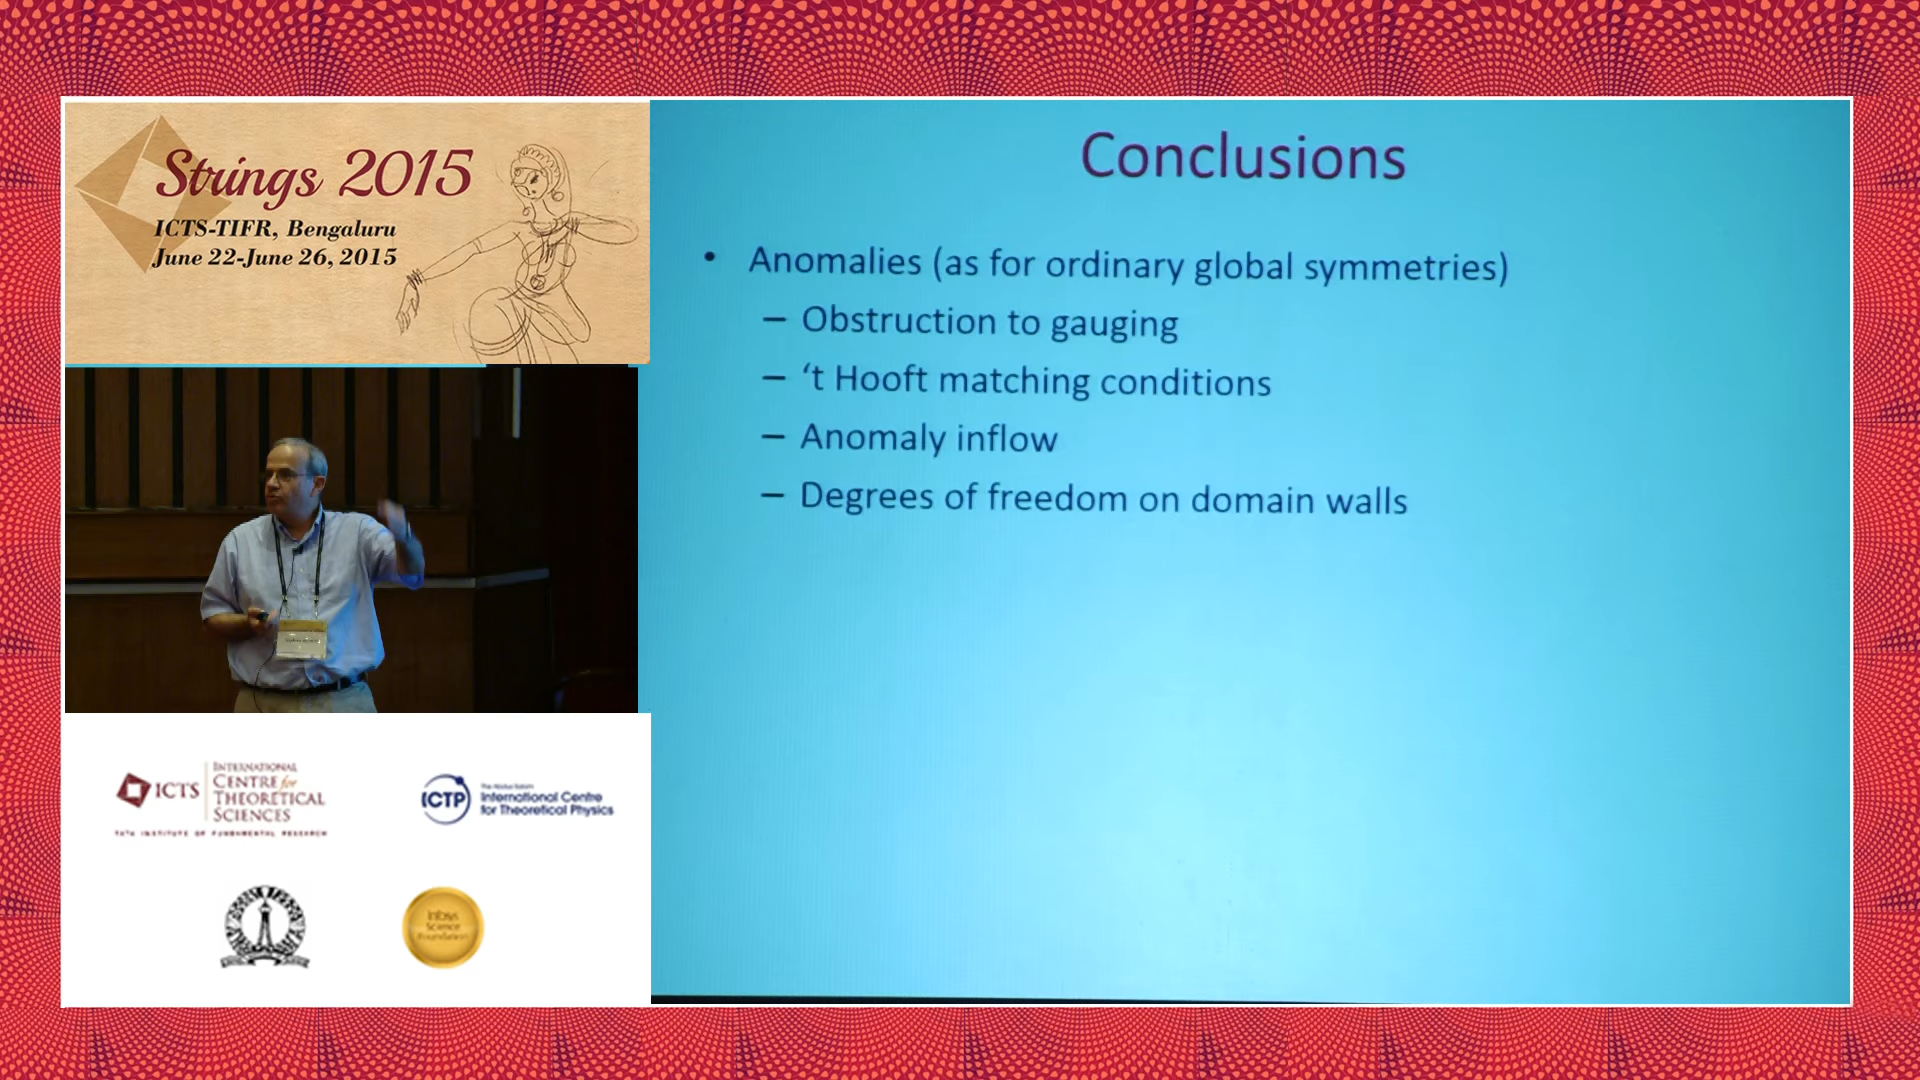 Strings 2015
ICTS-TIFR, Bengaluru
June 22-June 26, 2015
Conclusions
• Anomalies (as for ordinary global symmetries)
– Obstruction to gauging
– ‘t Hooft matching conditions
– Anomaly inflow
– Degrees of freedom on domain walls
ICTS
INTERNATIONAL
CENTRE for
THEORETICAL
SCIENCES
TATA INSTITUTE OF FUNDAMENTAL RESEARCH
ICTP
The Abdus Salam
International Centre
for Theoretical Physics
Infosys
Science
Foundation